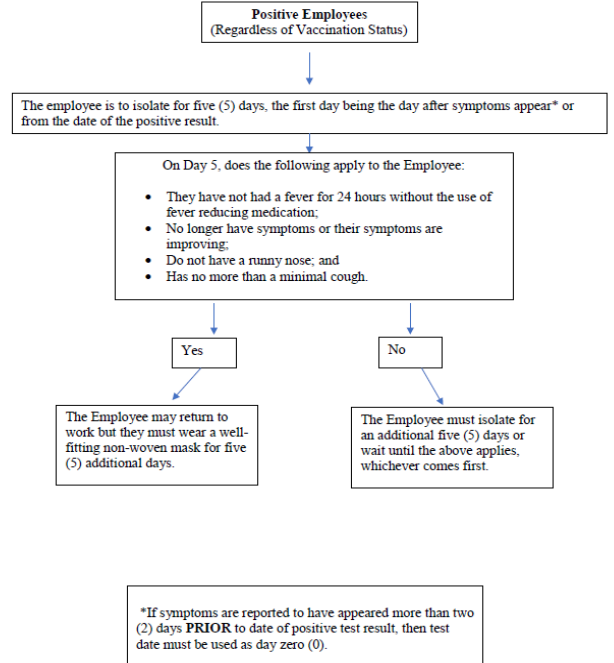 Positive Employees
(Regardless of Vaccination Status)
The employee is to isolate for five (5) days, the first day being the day after symptoms appear* or
from the date of the positive result.
On Day 5, does the following apply to the Employee:
• They have not had a fever for 24 hours without the use of
fever reducing medication;
• No longer have symptoms or their symptoms are
improving;
• Do not have a runny nose; and
• Has no more than a minimal cough.
Yes
No
The Employee may return to
work but they must wear a well-
fitting non-woven mask for five
(5) additional days.
The Employee must isolate for
an additional five (5) days or
wait until the above applies,
whichever comes first.
*If symptoms are reported to have appeared more than two
(2) days PRIOR to date of positive test result, then test
date must be used as day zero (0).